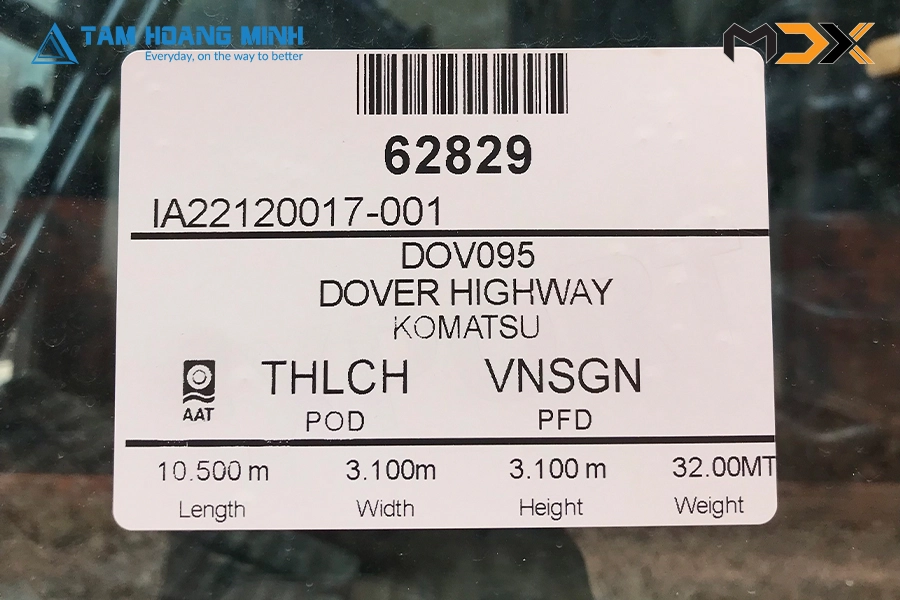 TAM HOANG MINH
Everyday, on the way to better
MDX
62829
IA22120017-001
DOV095
DOVER HIGHWAY
KOMATSU
AAT
THLCH VNSGN
POD PFD
10.500 m 3.100m 3.100 m 32.00MT
Length Width Height Weight